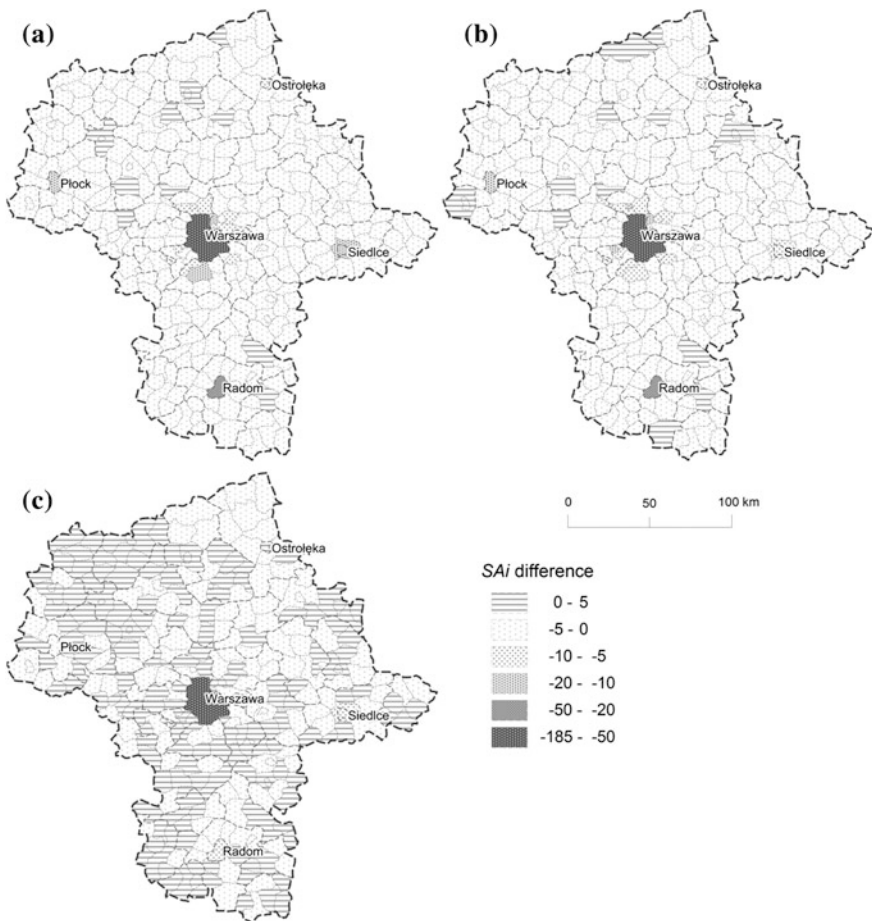 (a)
Ostrołęka
Płock
Warszawa
Siedlce
Radom
(b)
Ostrołęka
Płock
Warszawa
Siedlce
Radom
(c)
Ostrołęka
Płock
Warszawa
Siedlce
Radom
0 50 100 km
SAi difference
0 - 5
-5 - 0
-10 - -5
-20 - -10
-50 - -20
-185 - -50